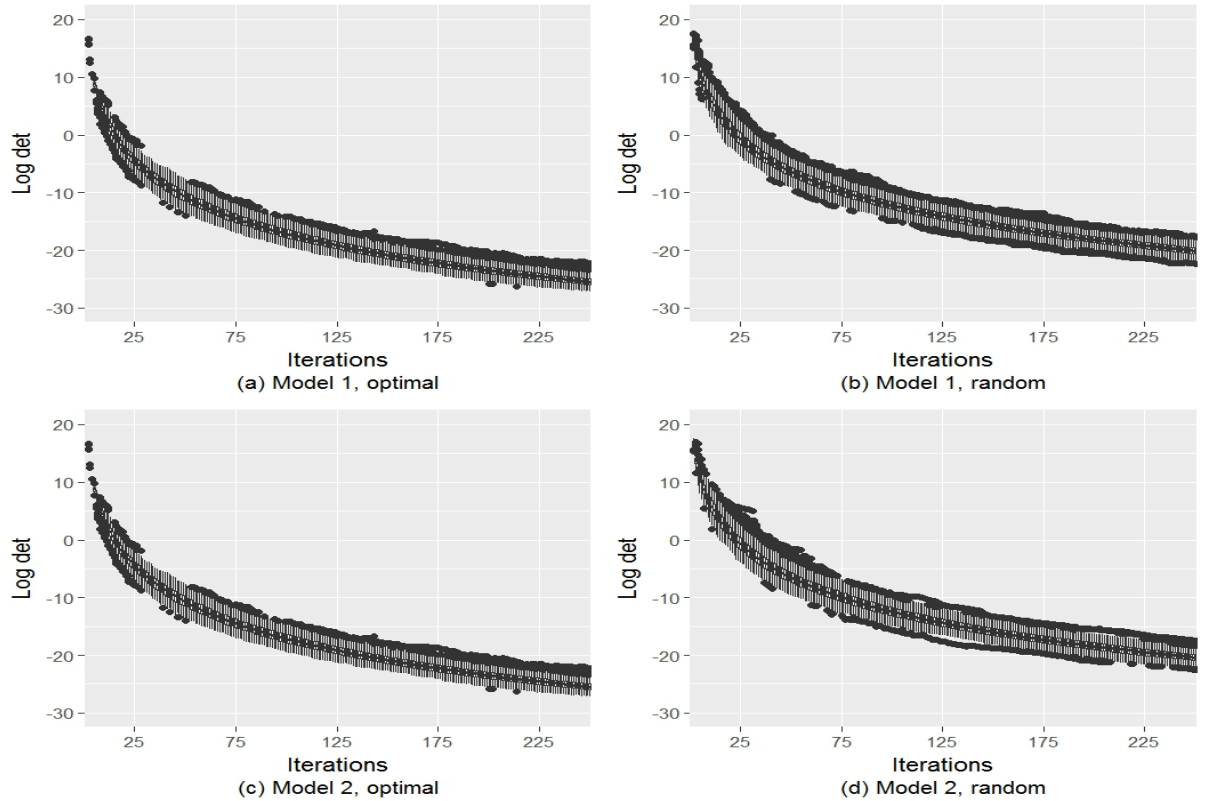 20
10
0
-10
-20
-30
Log det
25 75 125 175 225
Iterations
(a) Model 1, optimal
20
10
0
-10
-20
-30
Log det
25 75 125 175 225
Iterations
(b) Model 1, random
20
10
0
-10
-20
-30
Log det
25 75 125 175 225
Iterations
(c) Model 2, optimal
20
10
0
-10
-20
-30
Log det
25 75 125 175 225
Iterations
(d) Model 2, random